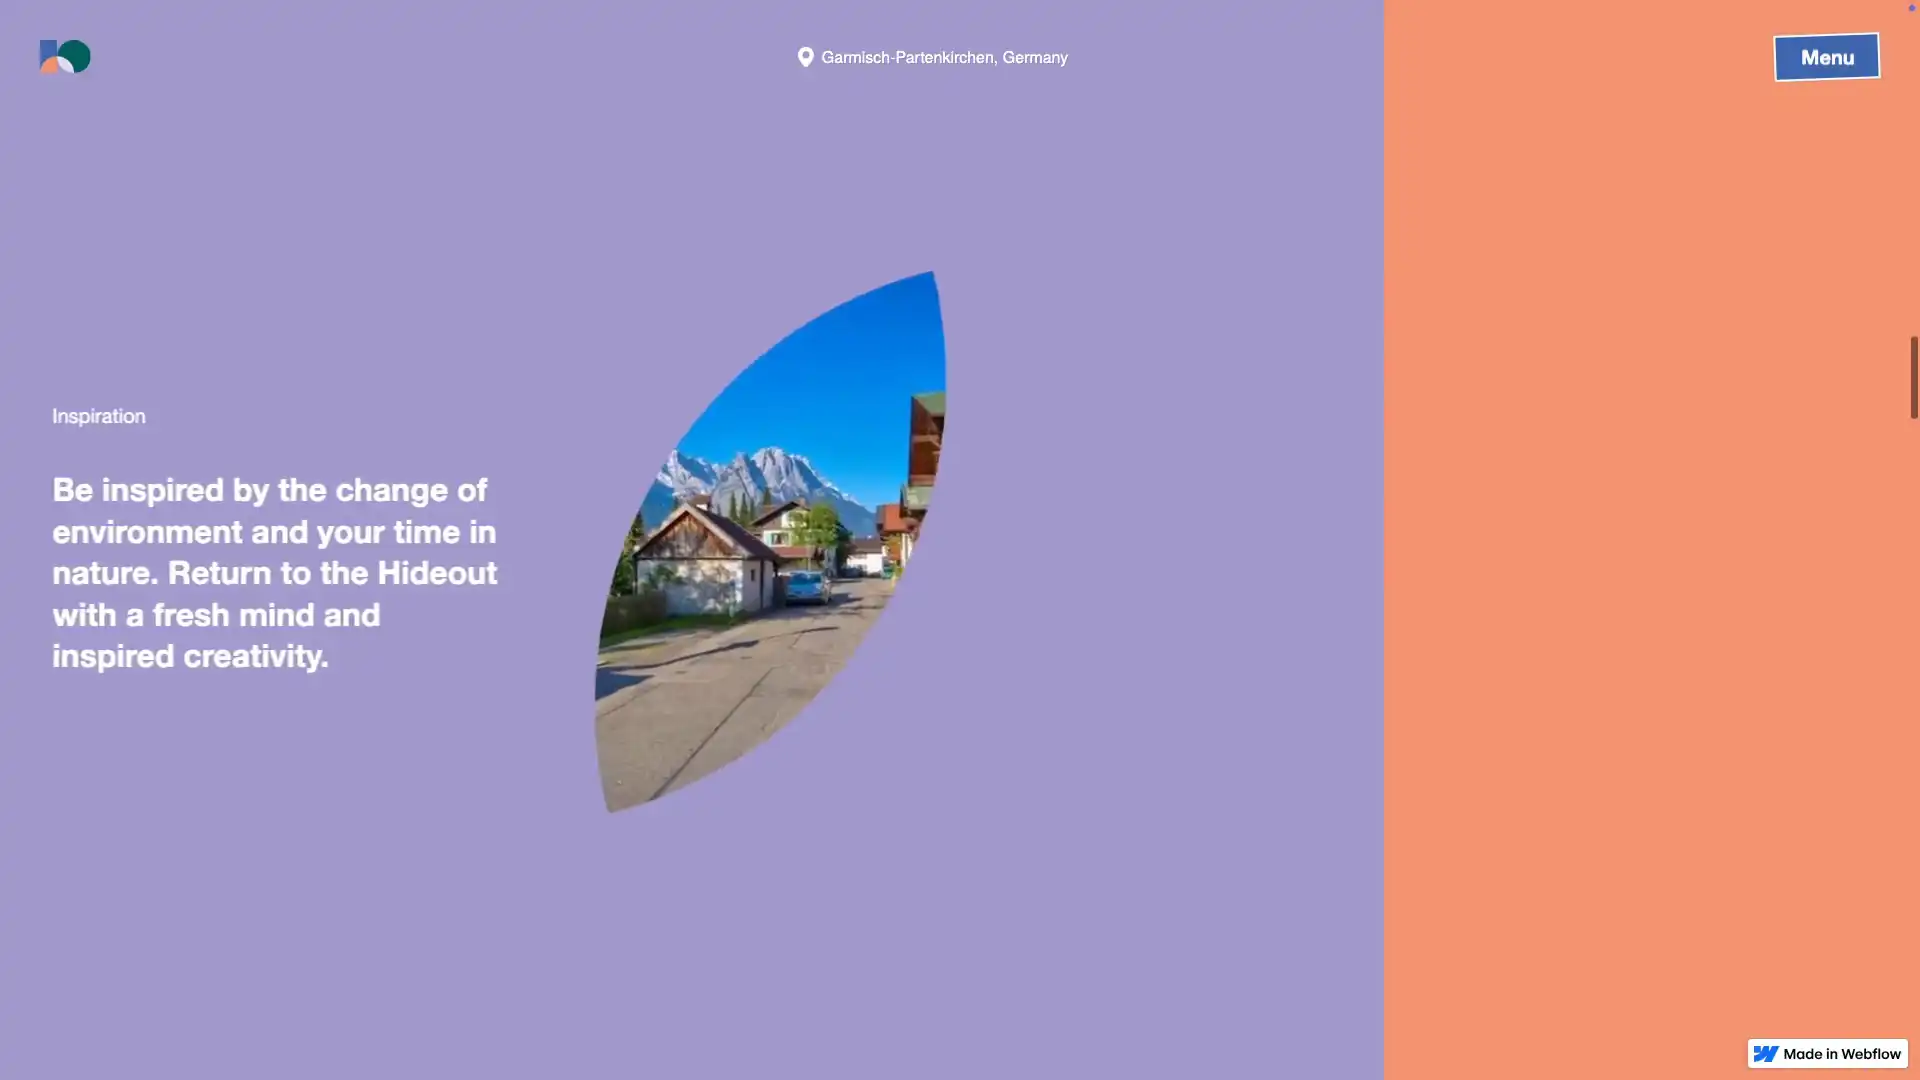 Garmisch-Partenkirchen, Germany
Menu
Inspiration
Be inspired by the change of
environment and your time in
nature. Return to the Hideout
with a fresh mind and
inspired creativity.
Made in Webflow